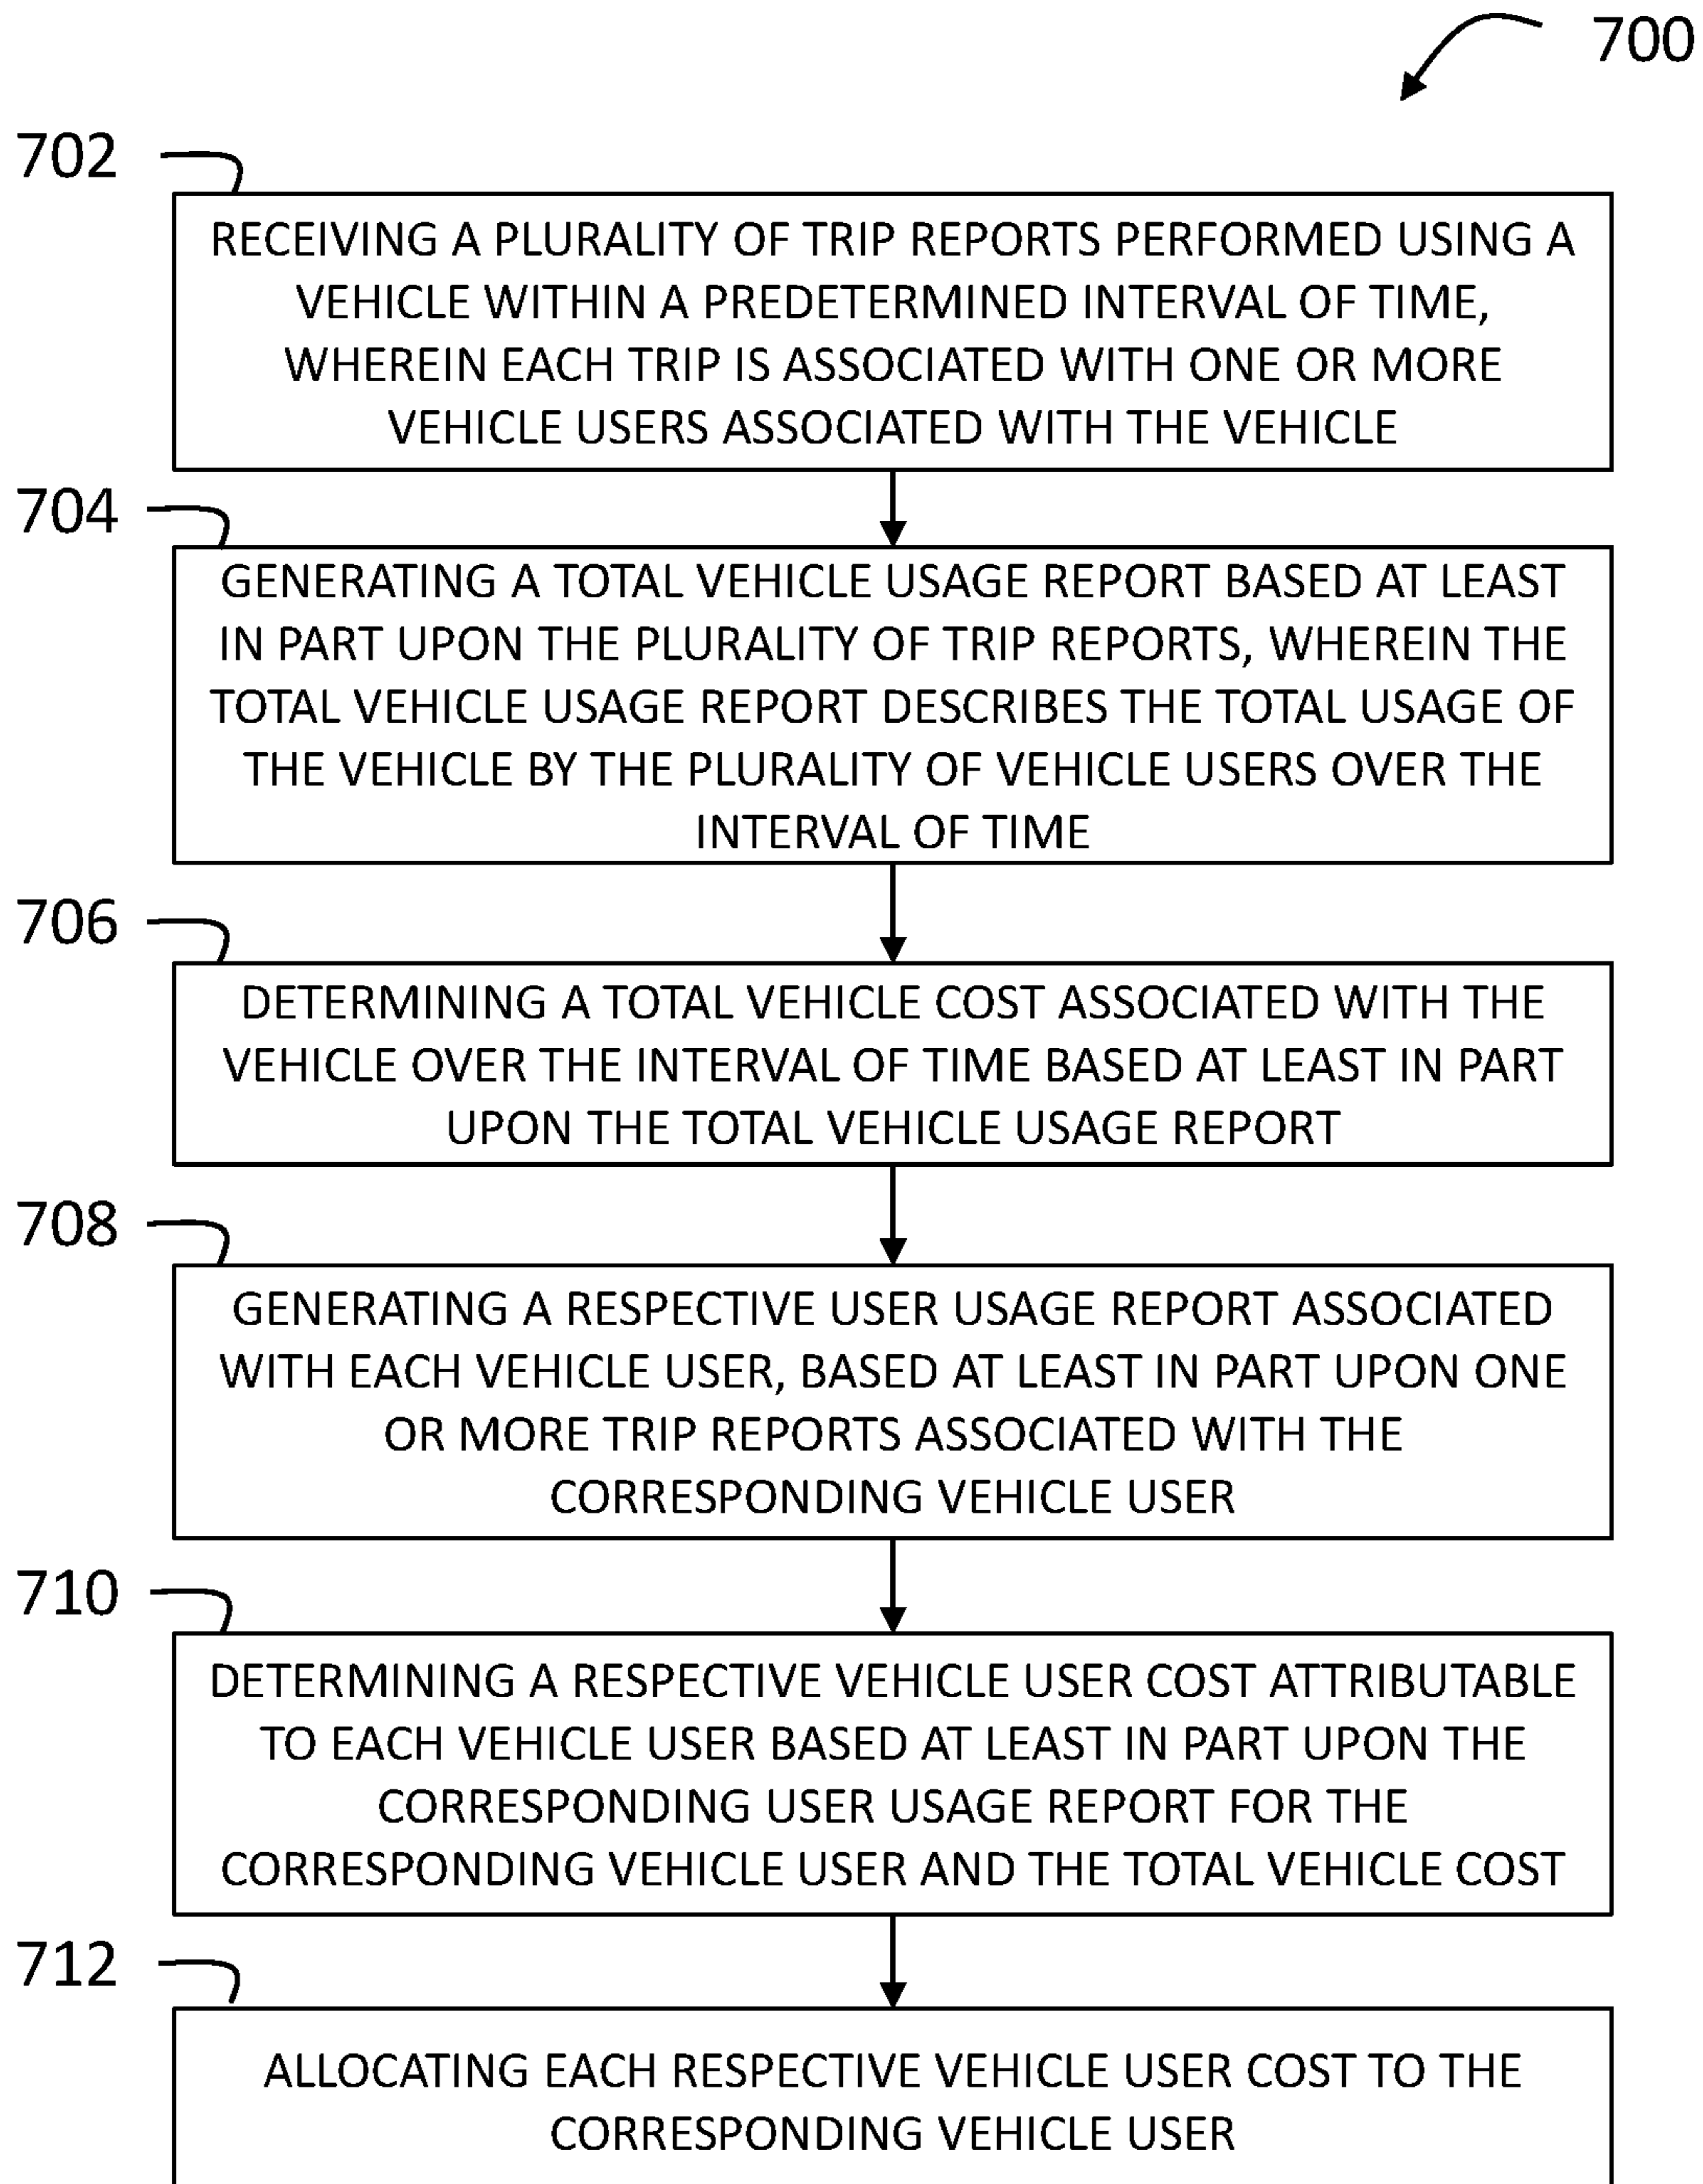 700
702
RECEIVING A PLURALITY OF TRIP REPORTS PERFORMED USING A
VEHICLE WITHIN A PREDETERMINED INTERVAL OF TIME,
WHEREIN EACH TRIP IS ASSOCIATED WITH ONE OR MORE
VEHICLE USERS ASSOCIATED WITH THE VEHICLE
704
GENERATING A TOTAL VEHICLE USAGE REPORT BASED AT LEAST
IN PART UPON THE PLURALITY OF TRIP REPORTS, WHEREIN THE
TOTAL VEHICLE USAGE REPORT DESCRIBES THE TOTAL USAGE OF
THE VEHICLE BY THE PLURALITY OF VEHICLE USERS OVER THE
INTERVAL OF TIME
706
DETERMINING A TOTAL VEHICLE COST ASSOCIATED WITH THE
VEHICLE OVER THE INTERVAL OF TIME BASED AT LEAST IN PART
UPON THE TOTAL VEHICLE USAGE REPORT
708
GENERATING A RESPECTIVE USER USAGE REPORT ASSOCIATED
WITH EACH VEHICLE USER, BASED AT LEAST IN PART UPON ONE
OR MORE TRIP REPORTS ASSOCIATED WITH THE
CORRESPONDING VEHICLE USER
710
DETERMINING A RESPECTIVE VEHICLE USER COST ATTRIBUTABLE
TO EACH VEHICLE USER BASED AT LEAST IN PART UPON THE
CORRESPONDING USER USAGE REPORT FOR THE
CORRESPONDING VEHICLE USER AND THE TOTAL VEHICLE COST
712
ALLOCATING EACH RESPECTIVE VEHICLE USER COST TO THE
CORRESPONDING VEHICLE USER